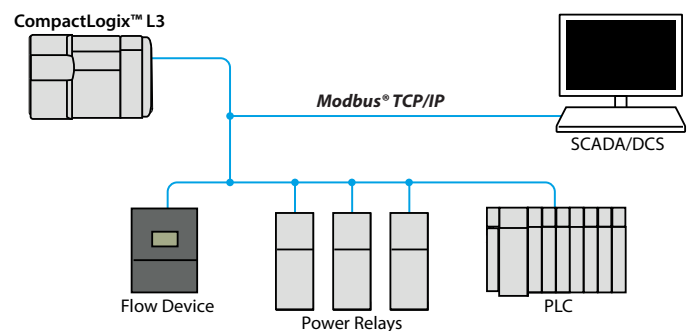 CompactLogix™ L3
Modbus® TCP/IP
SCADA/DCS
Flow Device
Power Relays
PLC